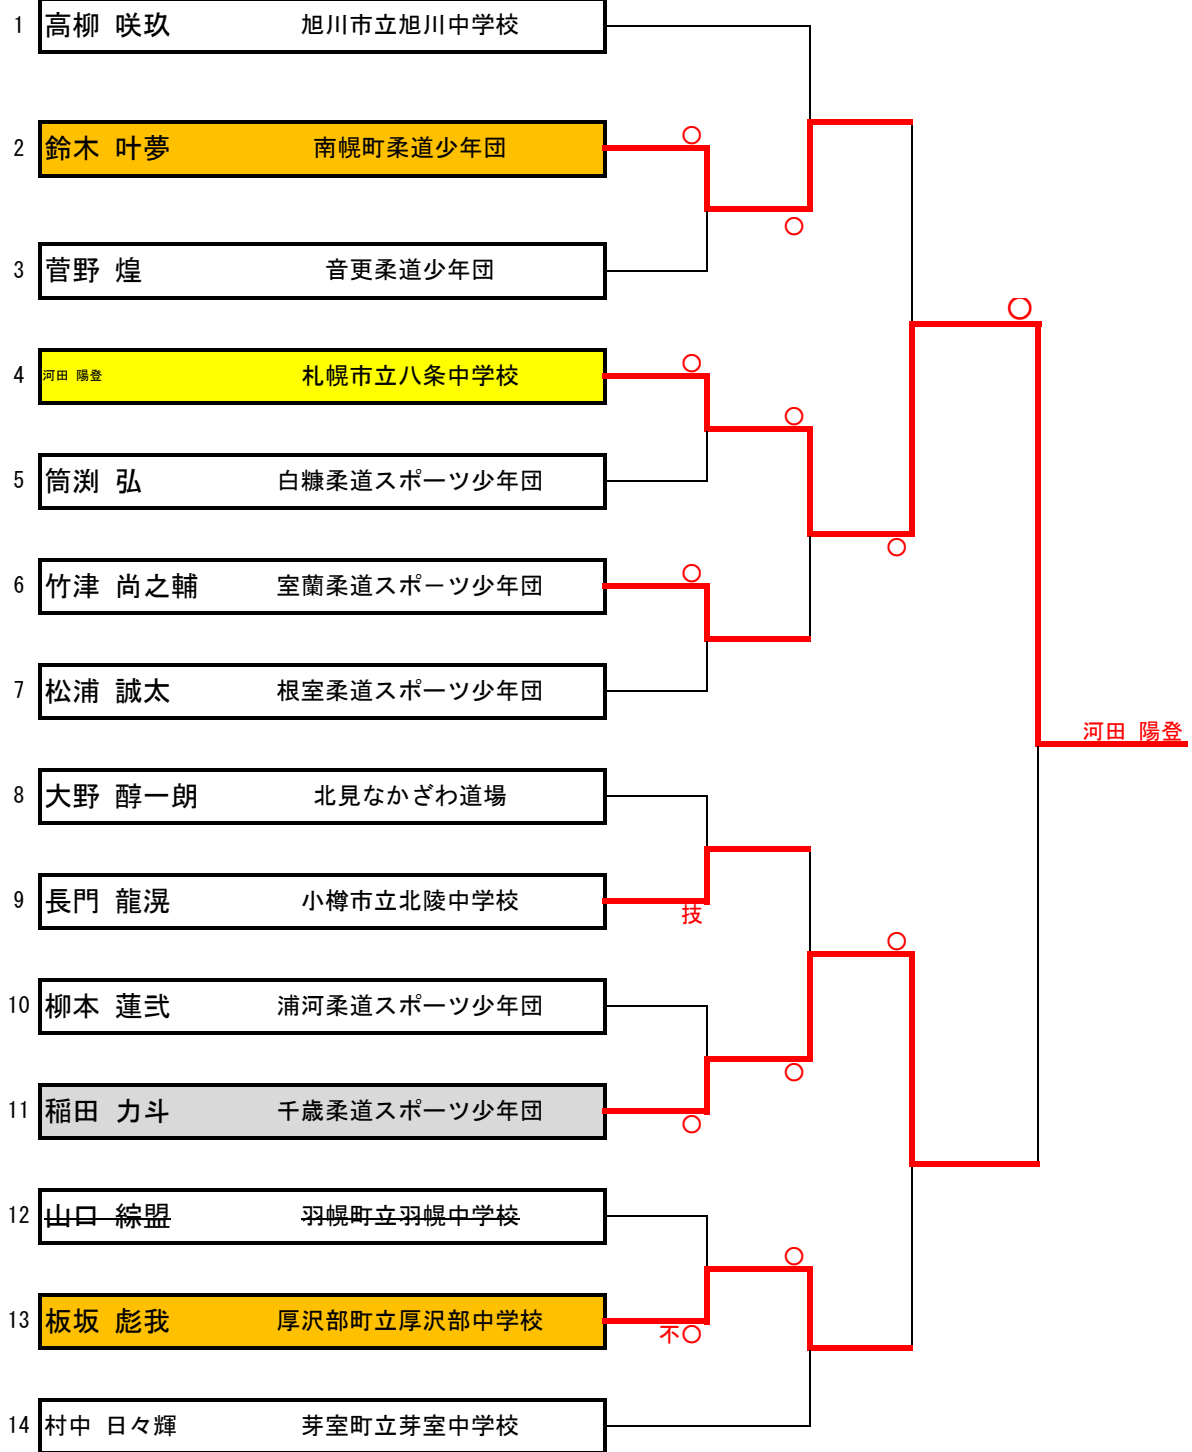 1 高柳 咲玖 旭川市立旭川中学校
○
2 鈴木 叶夢 南幌町柔道少年団
○
3 菅野 煌 音更柔道少年団
○
○
4 河田 陽登 札幌市立八条中学校
○
5 筒渕 弘 白糠柔道スポーツ少年団
○
○
6 竹津 尚之輔 室蘭柔道スポーツ少年団
7 松浦 誠太 根室柔道スポーツ少年団
河田 陽登
8 大野 醇一朗 北見なかざわ道場
9 長門 龍滉 小樽市立北陵中学校
技
○
10 柳本 蓮弐 浦河柔道スポーツ少年団
○
11 稲田 力斗 千歳柔道スポーツ少年団
○
12 山口 綜盟 羽幌町立羽幌中学校
○
13 板坂 彪我 厚沢部町立厚沢部中学校
不○
14 村中 日々輝 芽室町立芽室中学校